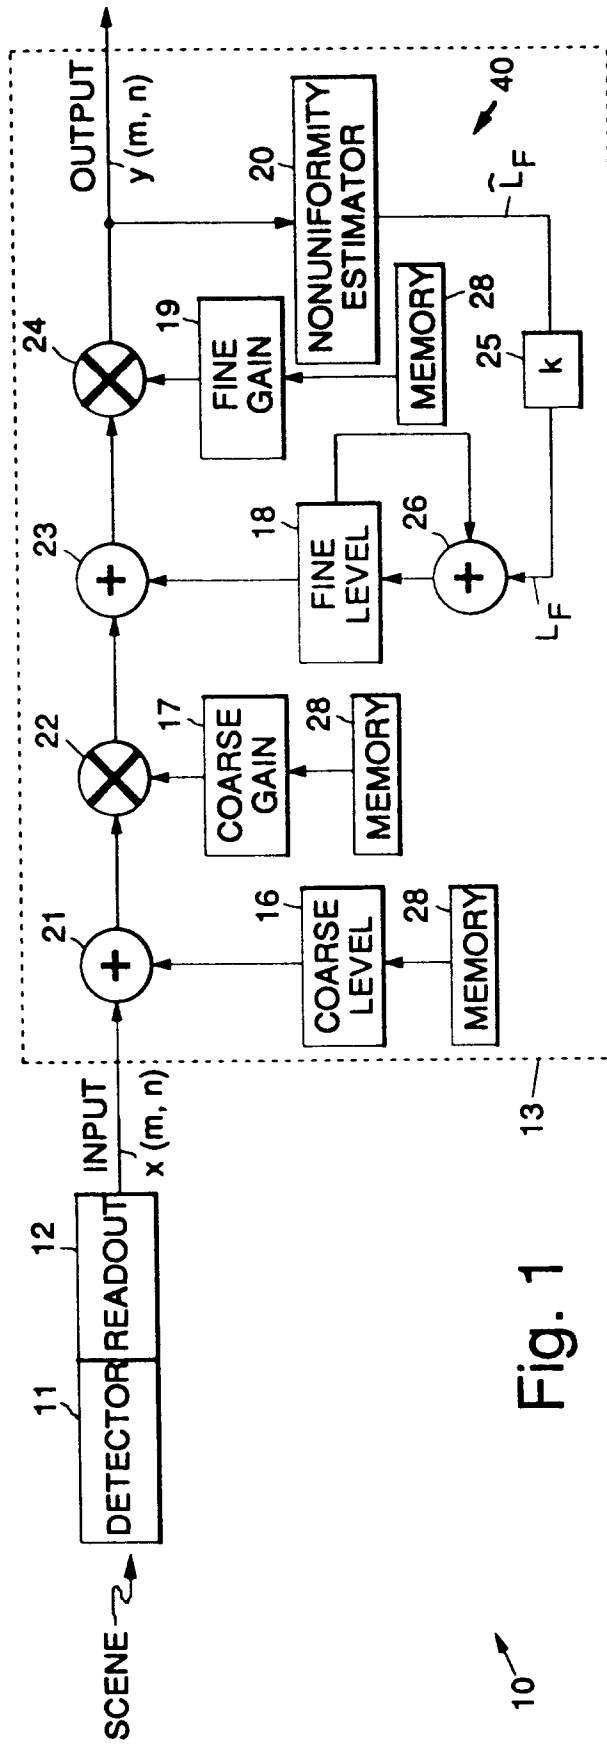 SCENE
10
11
DETECTOR
12
READOUT
INPUT
x (m, n)
13
21
+
16
COARSE
LEVEL
28
MEMORY
22
17
COARSE
GAIN
28
MEMORY
23
+
18
FINE
LEVEL
26
+
L_F
24
19
FINE
GAIN
28
MEMORY
25
k
OUTPUT
y (m, n)
20
NONUNIFORMITY
ESTIMATOR
40
L̃_F
Fig. 1